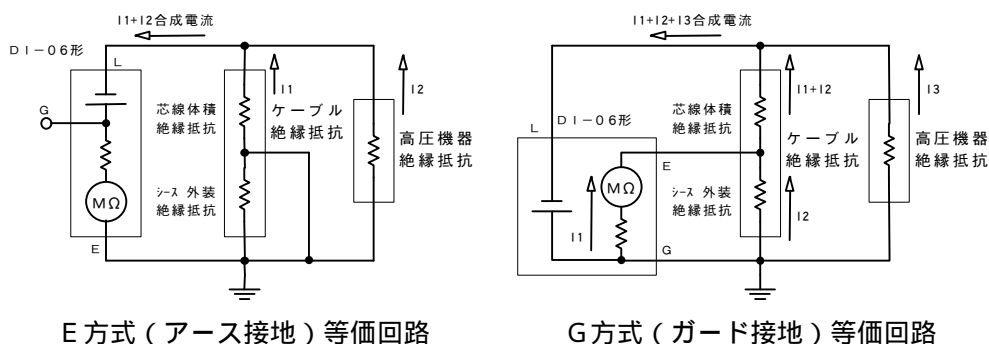 I1+I2合成電流
DI-06形
L
G
MΩ
E
芯線体積
絶縁抵抗
シース 外装
絶縁抵抗
I1
ケーブル
絶縁抵抗
I2
高圧機器
絶縁抵抗
E方式(アース接地)等価回路
I1+I2+I3合成電流
L
DI-06形
E
MΩ
I1
G
芯線体積
絶縁抵抗
シース 外装
絶縁抵抗
I1+I2
ケーブル
絶縁抵抗
I2
I3
高圧機器
絶縁抵抗
G方式(ガード接地)等価回路